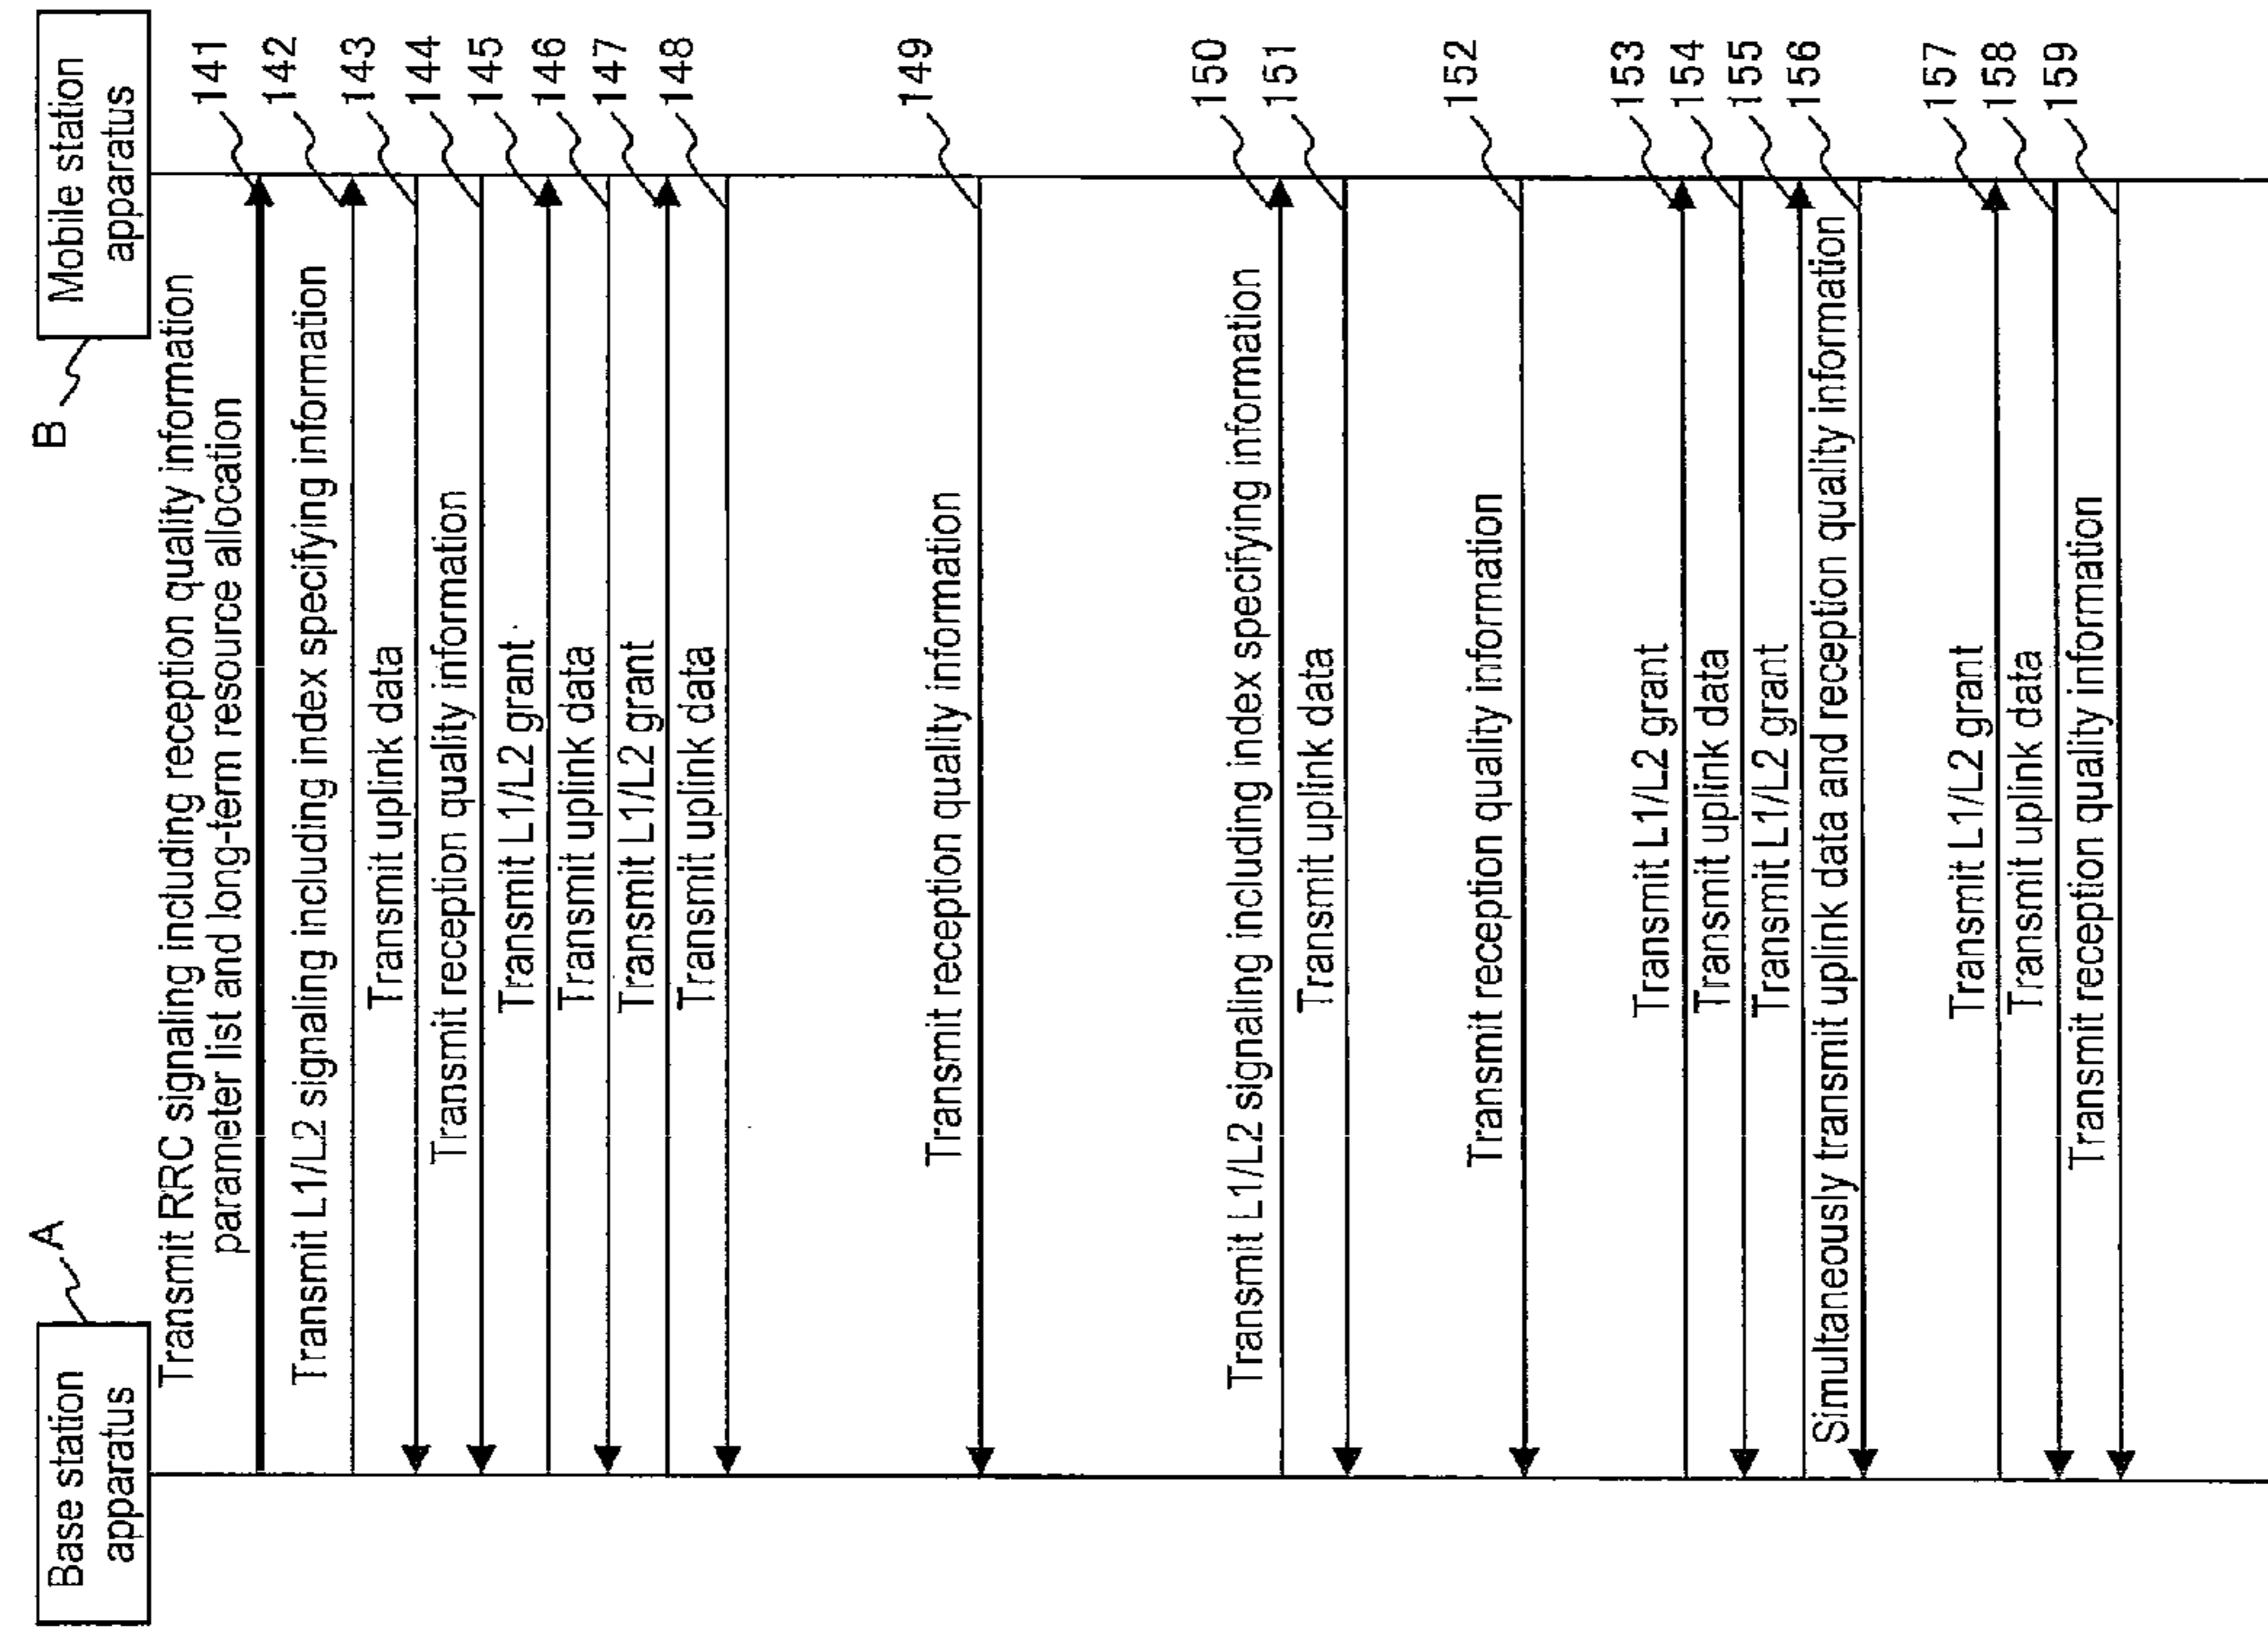 Base station
apparatus
A
Mobile station
apparatus
B
Transmit RRC signaling including reception quality information
parameter list and long-term resource allocation
141
Transmit L1/L2 signaling including index specifying information
142
Transmit uplink data
143
Transmit reception quality information
144
Transmit L1/L2 grant
145
Transmit uplink data
146
Transmit L1/L2 grant
147
Transmit uplink data
148
Transmit reception quality information
149
Transmit L1/L2 signaling including index specifying information
150
Transmit uplink data
151
Transmit reception quality information
152
Transmit L1/L2 grant
153
Transmit uplink data
154
Transmit L1/L2 grant
155
Simultaneously transmit uplink data and reception quality information
156
Transmit L1/L2 grant
157
Transmit uplink data
158
Transmit reception quality information
159